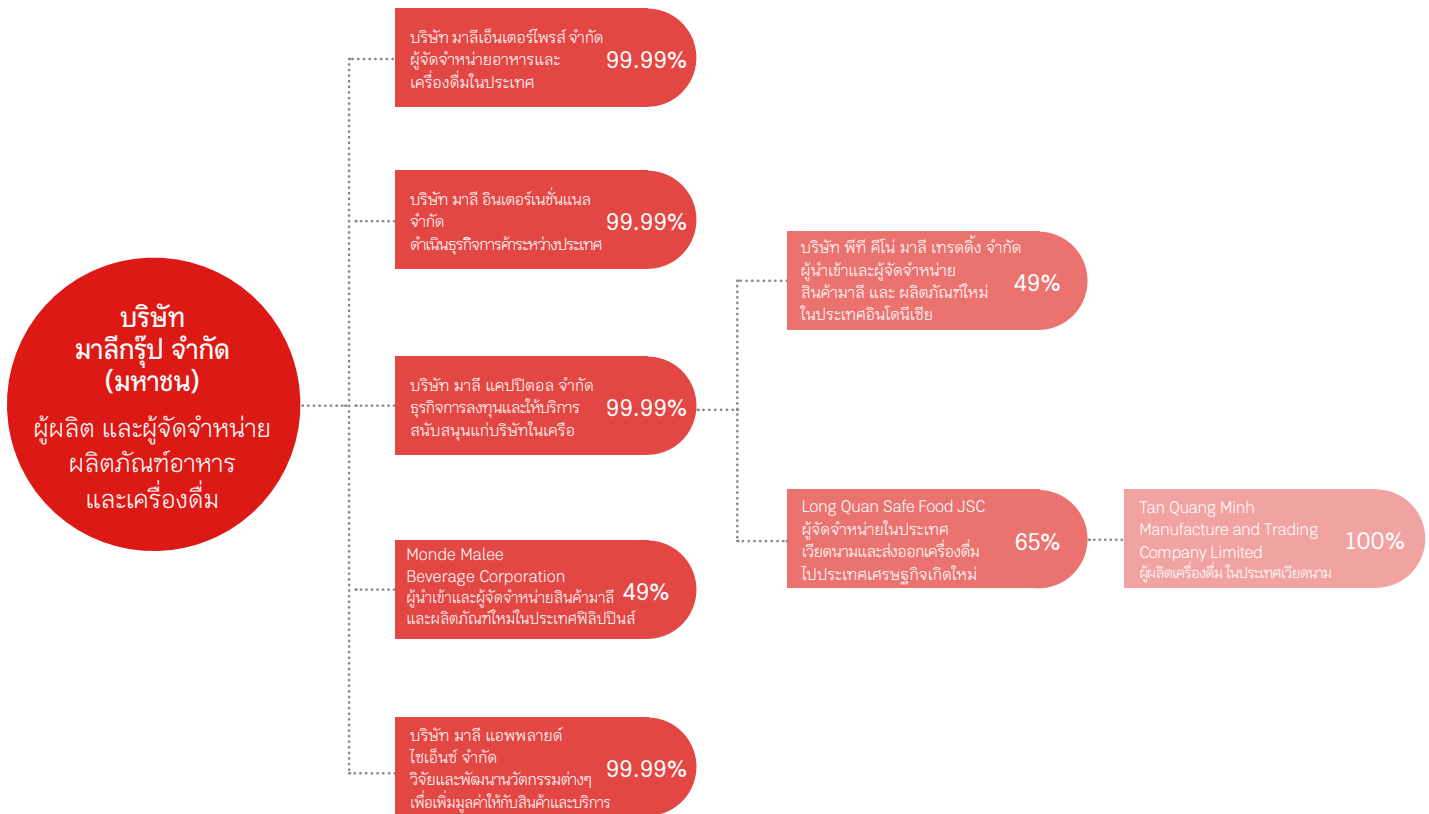 บริษัท
มาลีกรุ๊ป จำกัด
(มหาชน)
ผู้ผลิต และผู้จัดจำหน่าย
ผลิตภัณฑ์อาหาร
และเครื่องดื่ม
บริษัท มาลีเอ็นเตอร์ไพรส์ จำกัด
ผู้จัดจำหน่ายอาหารและ
เครื่องดื่มในประเทศ
99.99%
บริษัท มาลี อินเตอร์เนชั่นแนล
จำกัด
ดำเนินธุรกิจการค้าระหว่างประเทศ
99.99%
บริษัท มาลี แคปปิตอล จำกัด
ธุรกิจการลงทุนและให้บริการ
สนับสนุนแก่บริษัทในเครือ
99.99%
บริษัท พีที คีโน่ มาลี เทรดดิ้ง จำกัด
ผู้นำเข้าและผู้จัดจำหน่าย
สินค้ามาลี และ ผลิตภัณฑ์ใหม่
ในประเทศอินโดนีเซีย
49%
Long Quan Safe Food JSC
ผู้จัดจำหน่ายในประเทศ
เวียดนามและส่งออกเครื่องดื่ม
ไปประเทศเศรษฐกิจเกิดใหม่
65%
Tan Quang Minh
Manufacture and Trading
Company Limited
ผู้ผลิตเครื่องดื่ม ในประเทศเวียดนาม
100%
Monde Malee
Beverage Corporation
ผู้นำเข้าและผู้จัดจำหน่ายสินค้ามาลี
และผลิตภัณฑ์ใหม่ในประเทศฟิลิปปินส์
49%
บริษัท มาลี แอพพลายด์
ไซเอ็นซ์ จำกัด
วิจัยและพัฒนานวัตกรรมต่างๆ
เพื่อเพิ่มมูลค่าให้กับสินค้าและบริการ
99.99%